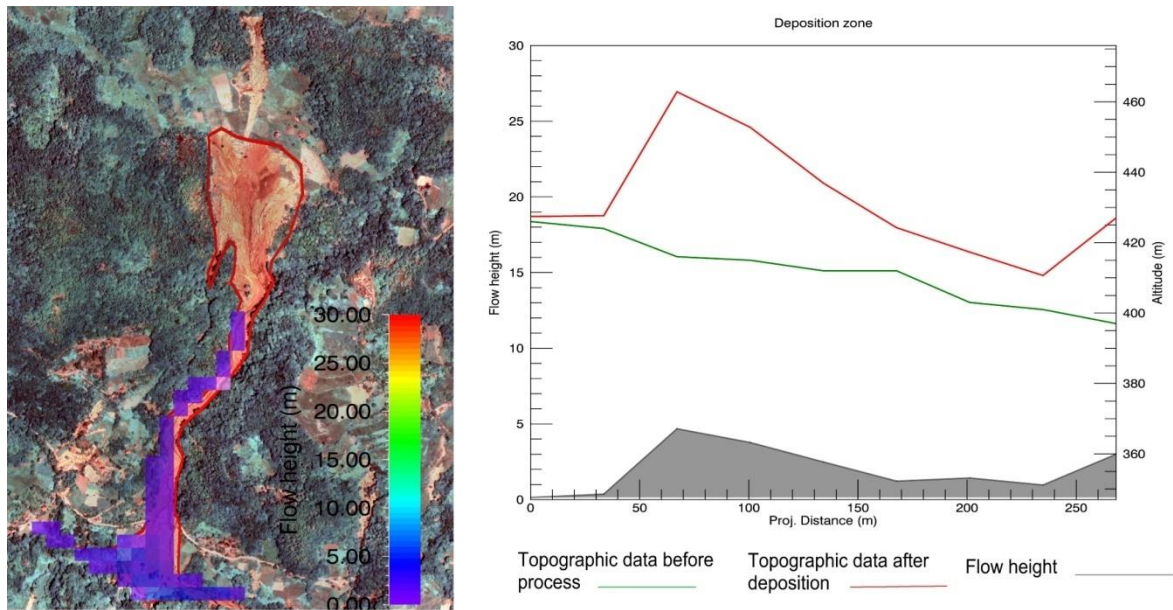 30.00
25.00
20.00
15.00
10.00
5.00
0.00
Flow height (m)
Deposition zone
30
25
20
15
10
5
0
Flow height (m)
460
440
420
400
380
360
Altitude (m)
0 50 100 150 200 250
Proj. Distance (m)
Topographic data before
process
Topographic data after
deposition
Flow height